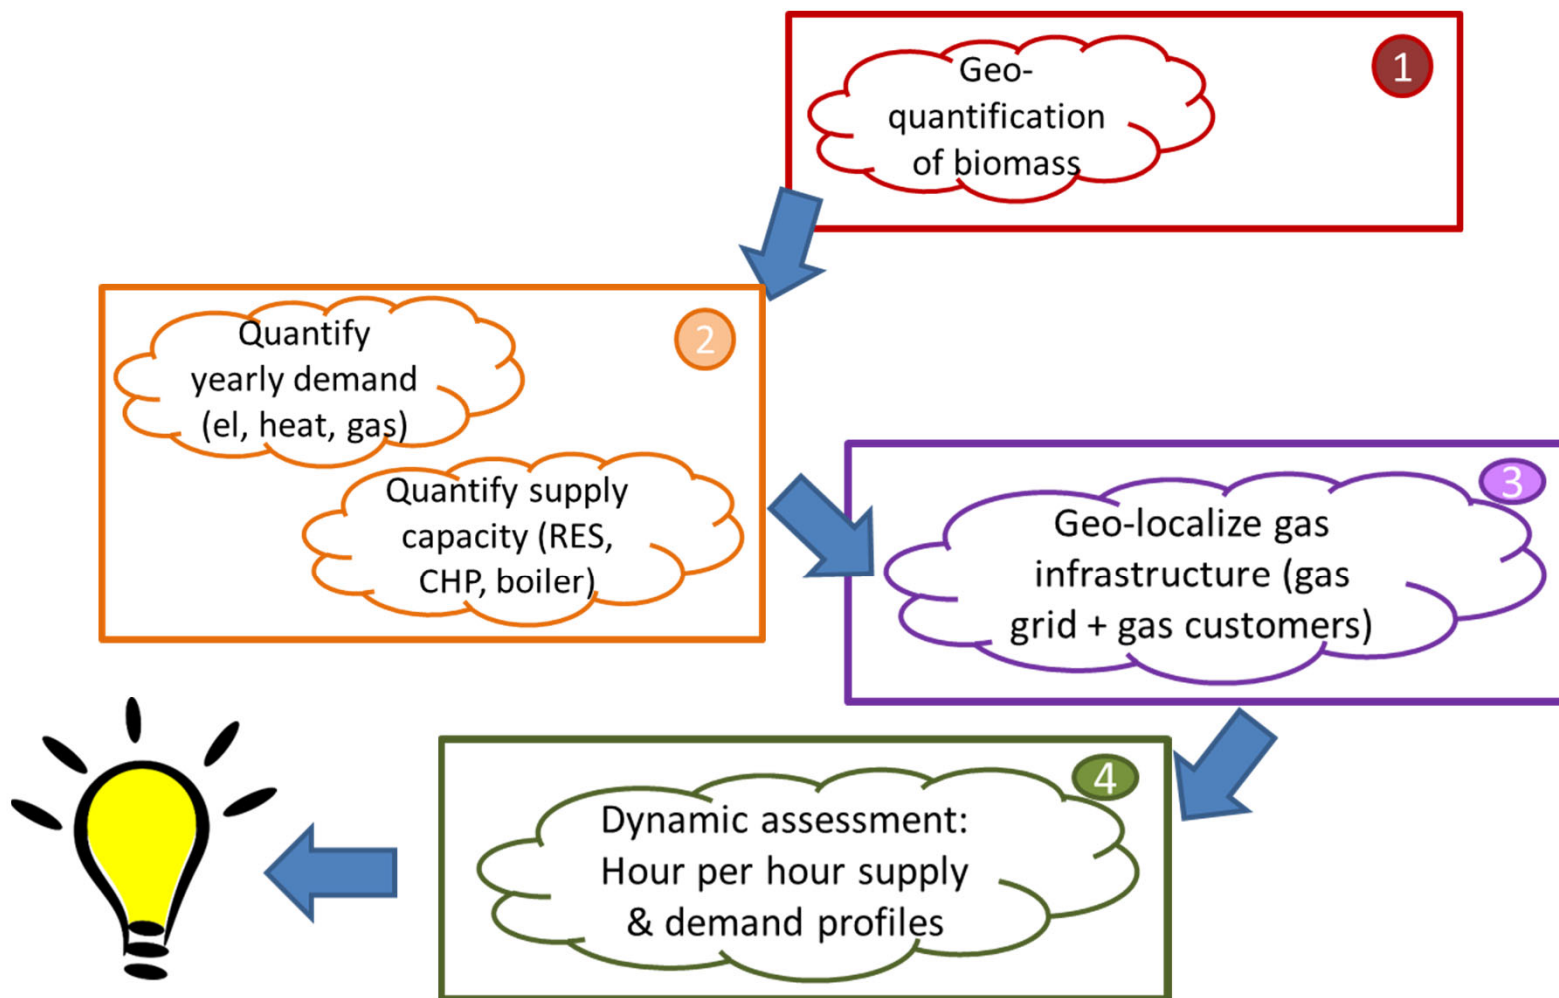 1
Geo-
quantification
of biomass
2
Quantify
yearly demand
(el, heat, gas)
Quantify supply
capacity (RES,
CHP, boiler)
3
Geo-localize gas
infrastructure (gas
grid + gas customers)
4
Dynamic assessment:
Hour per hour supply
& demand profiles